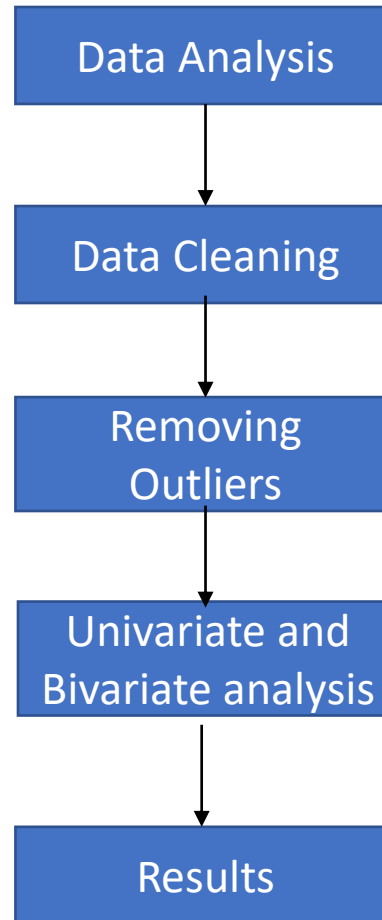 Data Analysis
Data Cleaning
Removing
Outliers
Univariate and
Bivariate analysis
Results